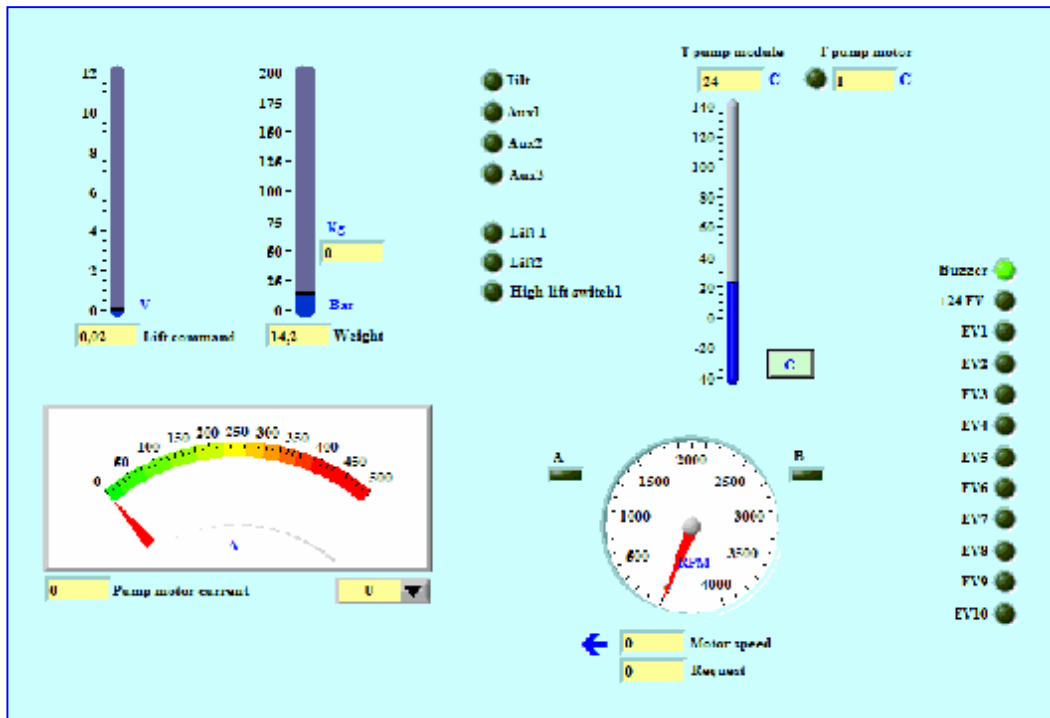 T pump module
T pump motor
24 C
1 C
12
10
8
6
4
2
0
V
0,02 Lift command
200
175
150
125
100
75
50
25
0
Kg
0
Bar
14,2 Weight
Tilt
Aux1
Aux2
Aux3
Lift 1
Lift2
High lift switch1
140
120
100
80
60
40
20
0
-20
-40
C
Buzzer
+24 EV
EV1
EV2
EV3
EV4
EV5
EV6
EV7
EV8
EV9
EV10
0 50 100 150 200 250 300 350 400 450 500
A
0 Pump motor current
U
A
B
500 1000 1500 2000 2500 3000 3500 4000
RPM
0 Motor speed
0 Request